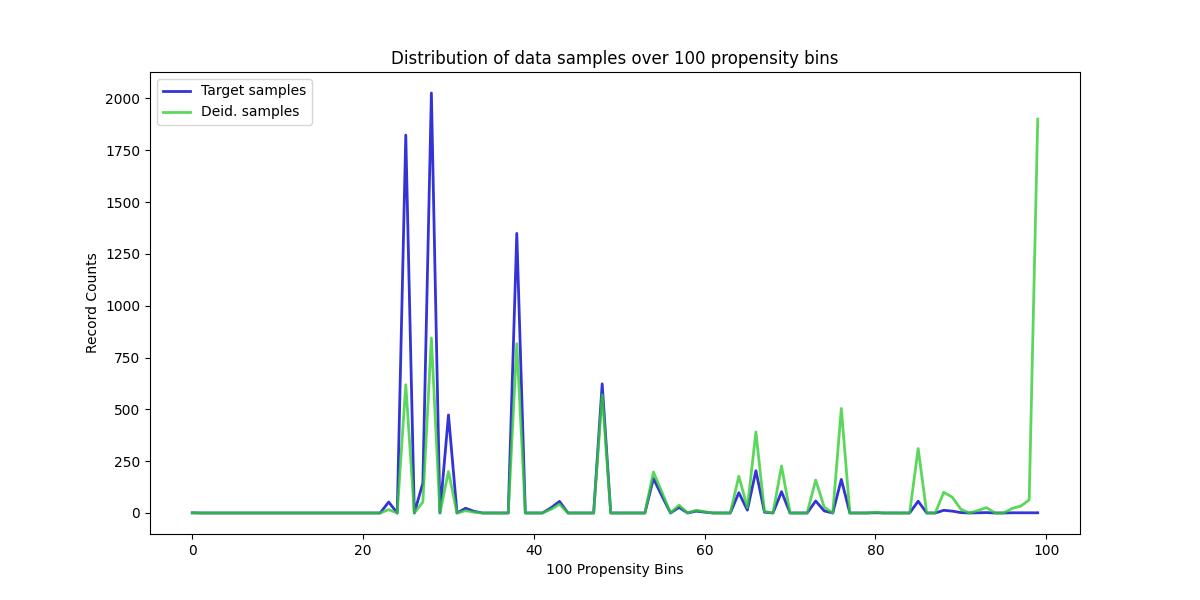 Distribution of data samples over 100 propensity bins
Target samples
Deid. samples
2000
1750
1500
1250
1000
750
500
250
0
Record Counts
0 20 40 60 80 100
100 Propensity Bins